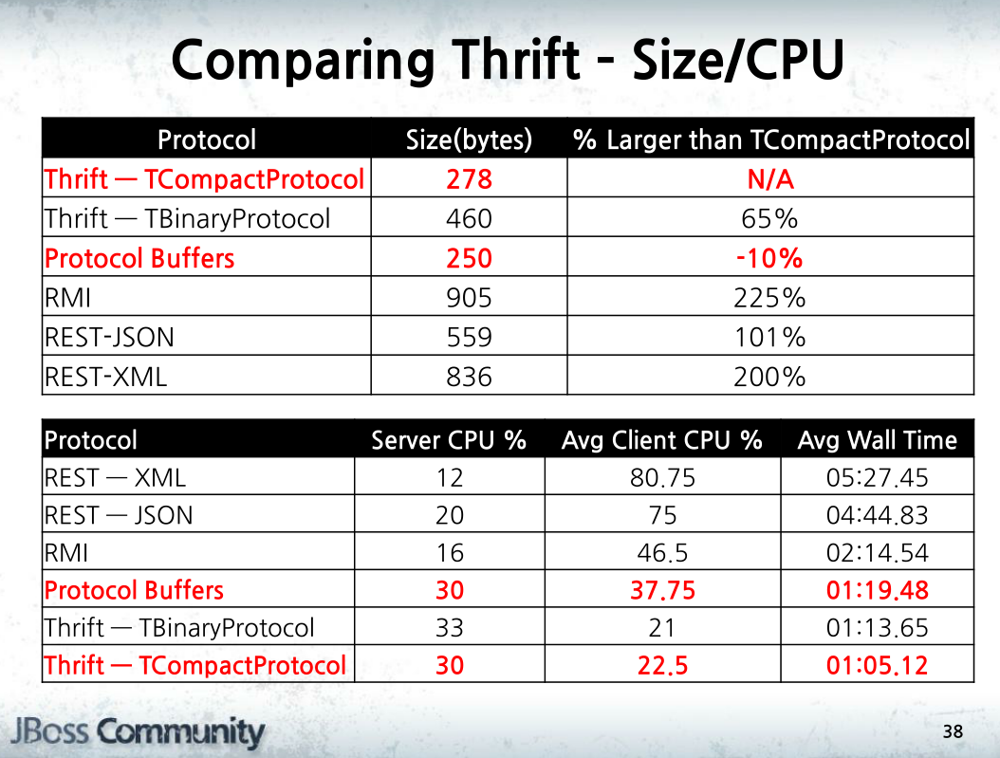 Comparing Thrift - Size/CPU
Protocol Size(bytes) % Larger than TCompactProtocol
Thrift — TCompactProtocol 278 N/A
Thrift — TBinaryProtocol 460 65%
Protocol Buffers 250 -10%
RMI 905 225%
REST-JSON 559 101%
REST-XML 836 200%
Protocol Server CPU % Avg Client CPU % Avg Wall Time
REST — XML 12 80.75 05:27.45
REST — JSON 20 75 04:44.83
RMI 16 46.5 02:14.54
Protocol Buffers 30 37.75 01:19.48
Thrift — TBinaryProtocol 33 21 01:13.65
Thrift — TCompactProtocol 30 22.5 01:05.12
JBoss Community
38